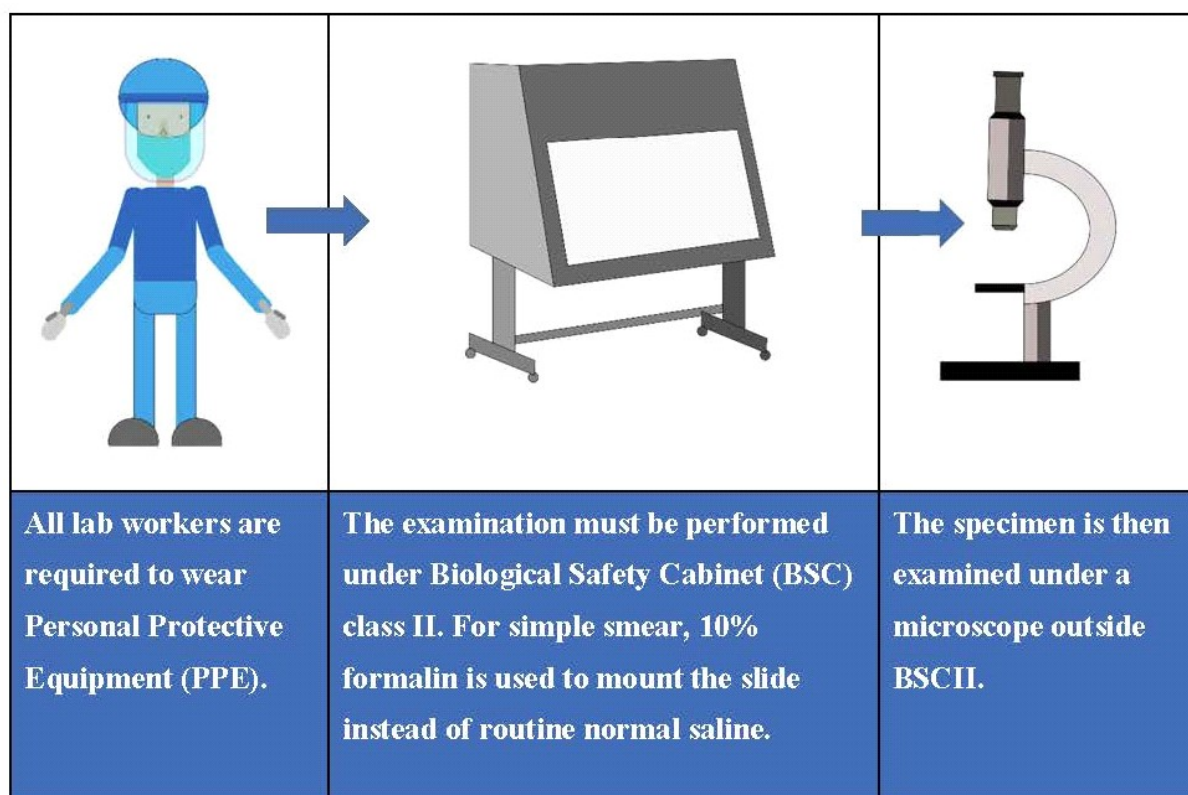 All lab workers are
required to wear
Personal Protective
Equipment (PPE).
The examination must be performed
under Biological Safety Cabinet (BSC)
class II. For simple smear, 10%
formalin is used to mount the slide
instead of routine normal saline.
The specimen is then
examined under a
microscope outside
BSCII.